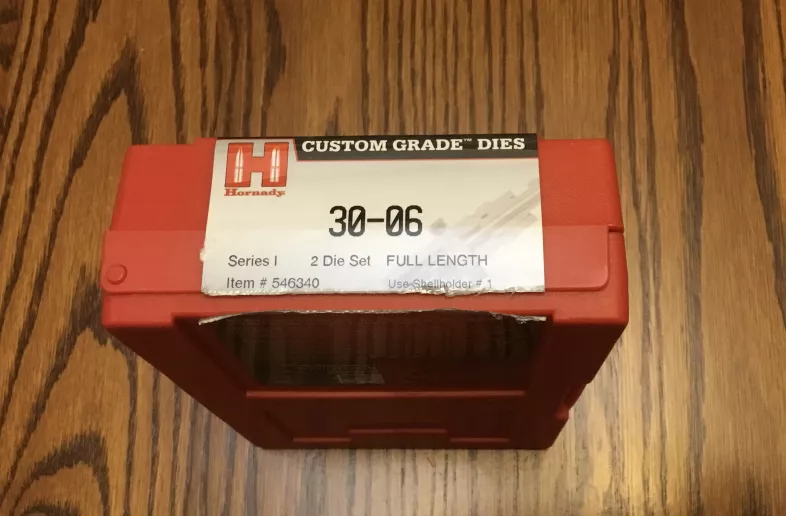 CUSTOM GRADE™ DIES
Hornady®
30-06
Series I 2 Die Set FULL LENGTH
Item # 546340 Use Shellholder # 1